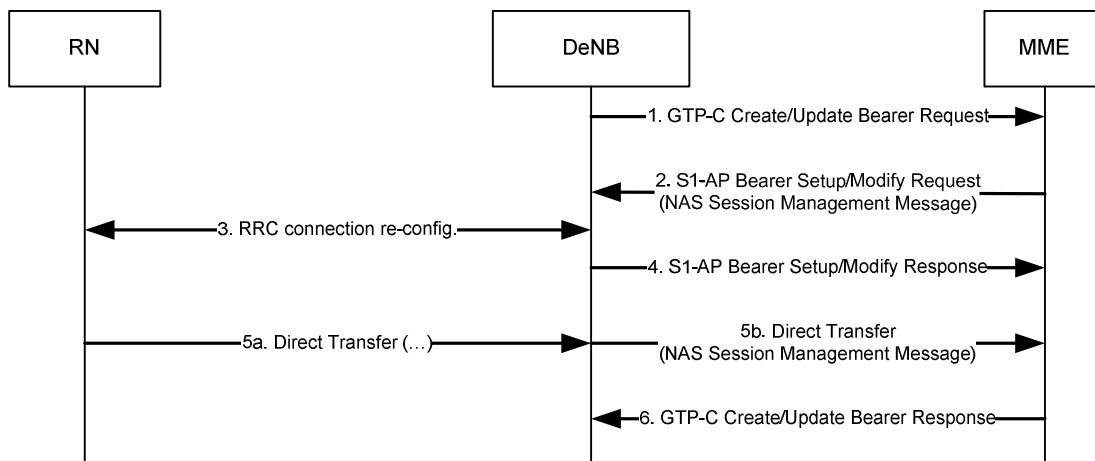 RN
DeNB
MME
1. GTP-C Create/Update Bearer Request
2. S1-AP Bearer Setup/Modify Request
(NAS Session Management Message)
3. RRC connection re-config.
4. S1-AP Bearer Setup/Modify Response
5a. Direct Transfer (…)
5b. Direct Transfer
(NAS Session Management Message)
6. GTP-C Create/Update Bearer Response